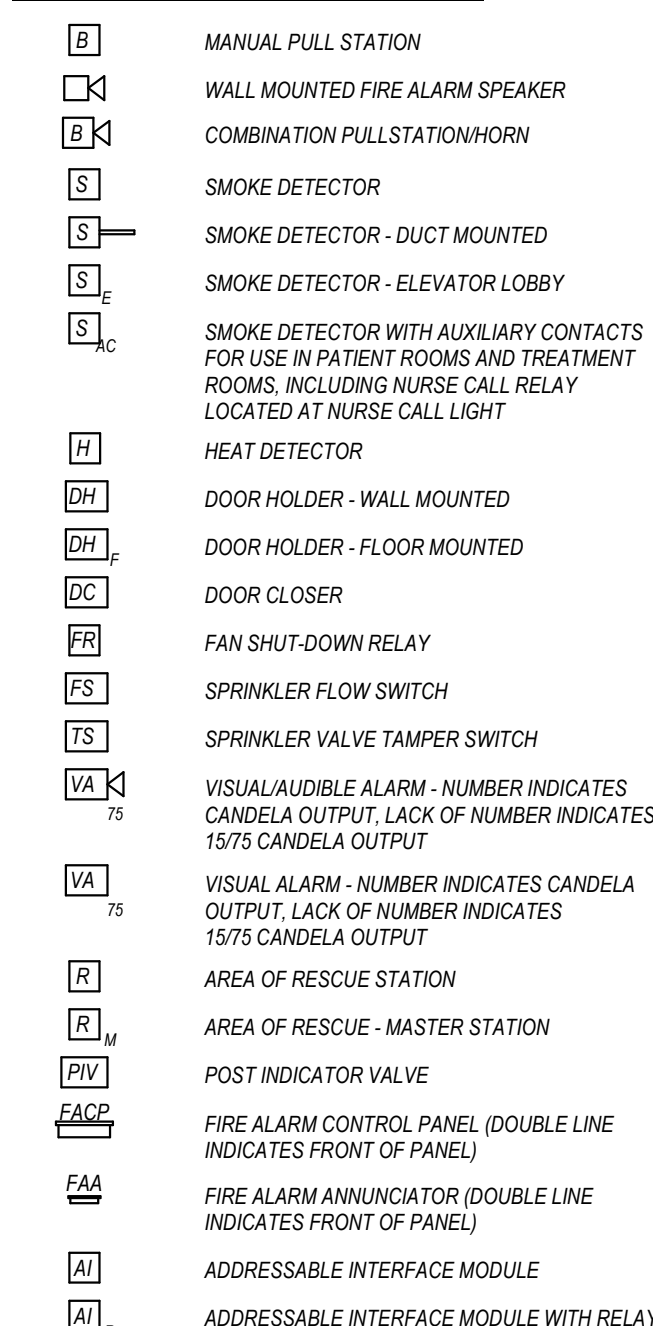 B MANUAL PULL STATION
WALL MOUNTED FIRE ALARM SPEAKER
B COMBINATION PULLSTATION/HORN
S SMOKE DETECTOR
S SMOKE DETECTOR - DUCT MOUNTED
S E SMOKE DETECTOR - ELEVATOR LOBBY
S AC SMOKE DETECTOR WITH AUXILIARY CONTACTS
FOR USE IN PATIENT ROOMS AND TREATMENT
ROOMS, INCLUDING NURSE CALL RELAY
LOCATED AT NURSE CALL LIGHT
H HEAT DETECTOR
DH DOOR HOLDER - WALL MOUNTED
DH F DOOR HOLDER - FLOOR MOUNTED
DC DOOR CLOSER
FR FAN SHUT-DOWN RELAY
FS SPRINKLER FLOW SWITCH
TS SPRINKLER VALVE TAMPER SWITCH
VA VISUAL/AUDIBLE ALARM - NUMBER INDICATES
75 CANDELA OUTPUT, LACK OF NUMBER INDICATES
15/75 CANDELA OUTPUT
VA VISUAL ALARM - NUMBER INDICATES CANDELA
75 OUTPUT, LACK OF NUMBER INDICATES
15/75 CANDELA OUTPUT
R AREA OF RESCUE STATION
R M AREA OF RESCUE - MASTER STATION
PIV POST INDICATOR VALVE
FACP FIRE ALARM CONTROL PANEL (DOUBLE LINE
INDICATES FRONT OF PANEL)
FAA FIRE ALARM ANNUNCIATOR (DOUBLE LINE
INDICATES FRONT OF PANEL)
AI ADDRESSABLE INTERFACE MODULE
AI ADDRESSABLE INTERFACE MODULE WITH RELAY